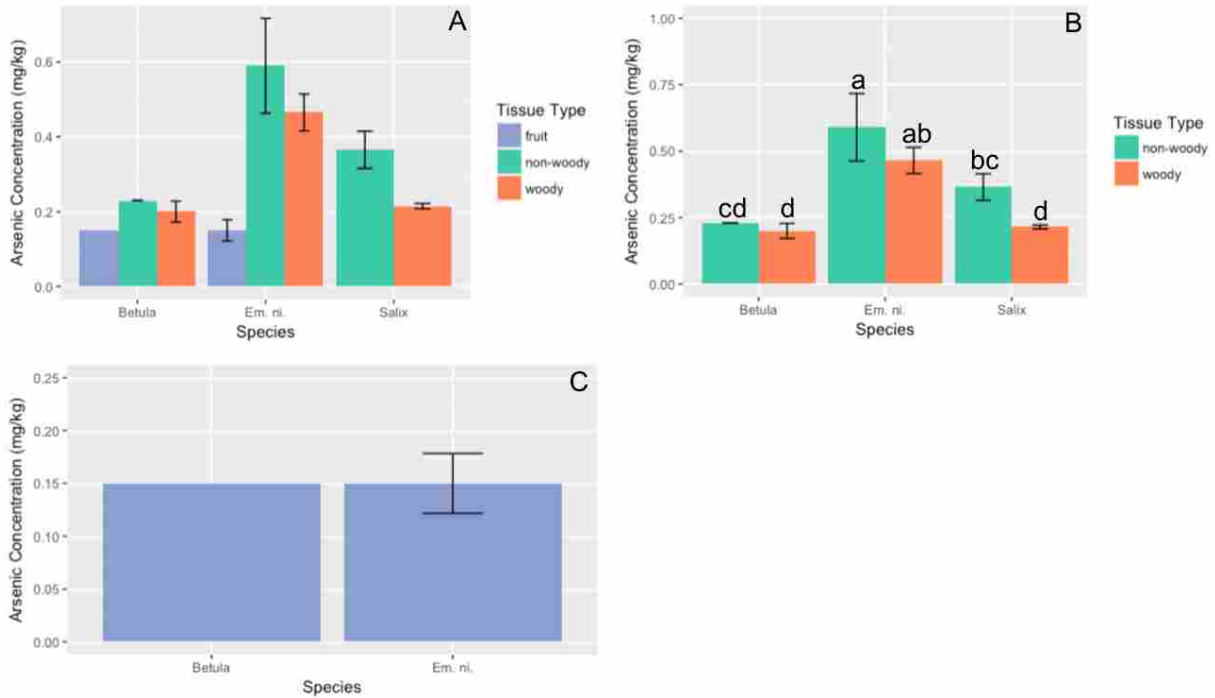 A
Arsenic Concentration (mg/kg)
0.6
0.4
0.2
0.0
Betula
Em. ni.
Salix
Species
Tissue Type
fruit
non-woody
woody
B
Arsenic Concentration (mg/kg)
1.00
0.75
0.50
0.25
0.00
a
ab
bc
cd
d
d
Betula
Em. ni.
Salix
Species
Tissue Type
non-woody
woody
C
Arsenic Concentration (mg/kg)
0.25
0.20
0.15
0.10
0.05
0.00
Betula
Em. ni.
Species